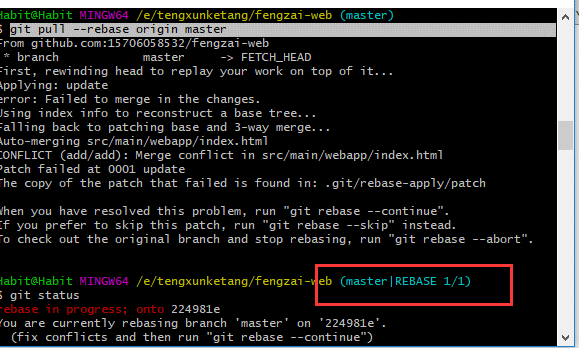 Habit@Habit MINGW64 /e/tengxunketang/fengzai-web (master)
$ git pull --rebase origin master
From github.com:15706058532/fengzai-web
 * branch            master     -> FETCH_HEAD
First, rewinding head to replay your work on top of it...
Applying: update
error: Failed to merge in the changes.
Using index info to reconstruct a base tree...
Falling back to patching base and 3-way merge...
Auto-merging src/main/webapp/index.html
CONFLICT (add/add): Merge conflict in src/main/webapp/index.html
Patch failed at 0001 update
The copy of the patch that failed is found in: .git/rebase-apply/patch
When you have resolved this problem, run "git rebase --continue".
If you prefer to skip this patch, run "git rebase --skip" instead.
To check out the original branch and stop rebasing, run "git rebase --abort".
Habit@Habit MINGW64 /e/tengxunketang/fengzai-web (master|REBASE 1/1)
$ git status
rebase in progress; onto 224981e
You are currently rebasing branch 'master' on '224981e'.
  (fix conflicts and then run "git rebase --continue")